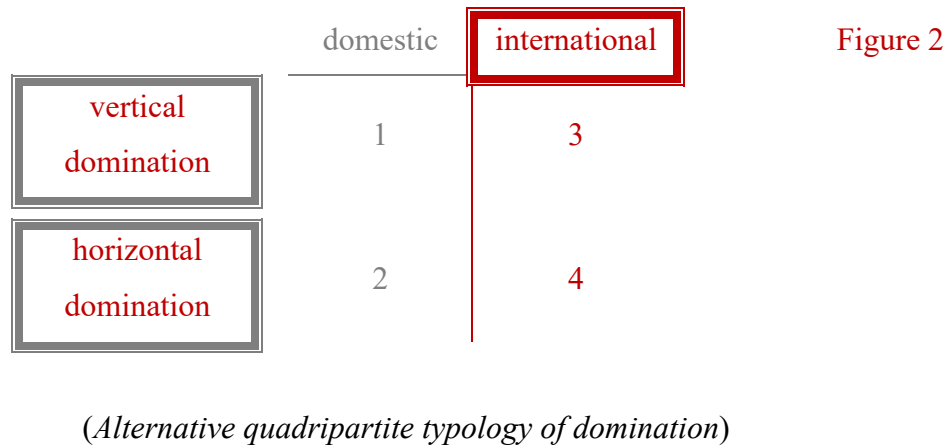 domestic international Figure 2
vertical
domination
1 3
horizontal
domination
2 4
(Alternative quadripartite typology of domination)